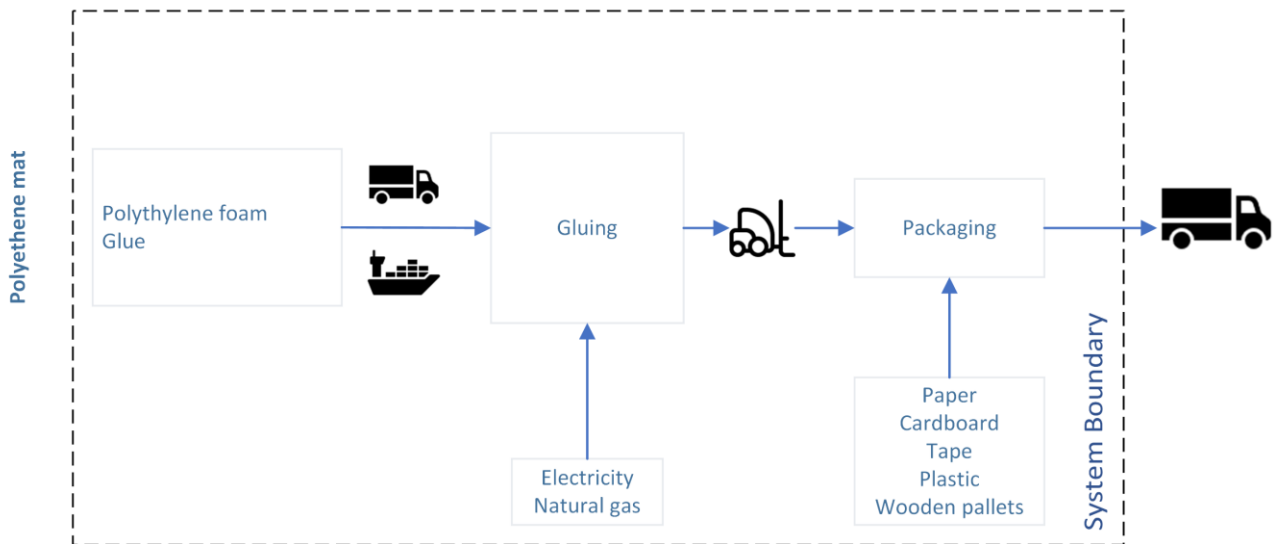 Polyethene mat
Polythylene foam
Glue
Gluing
Packaging
Electricity
Natural gas
Paper
Cardboard
Tape
Plastic
Wooden pallets
System Boundary